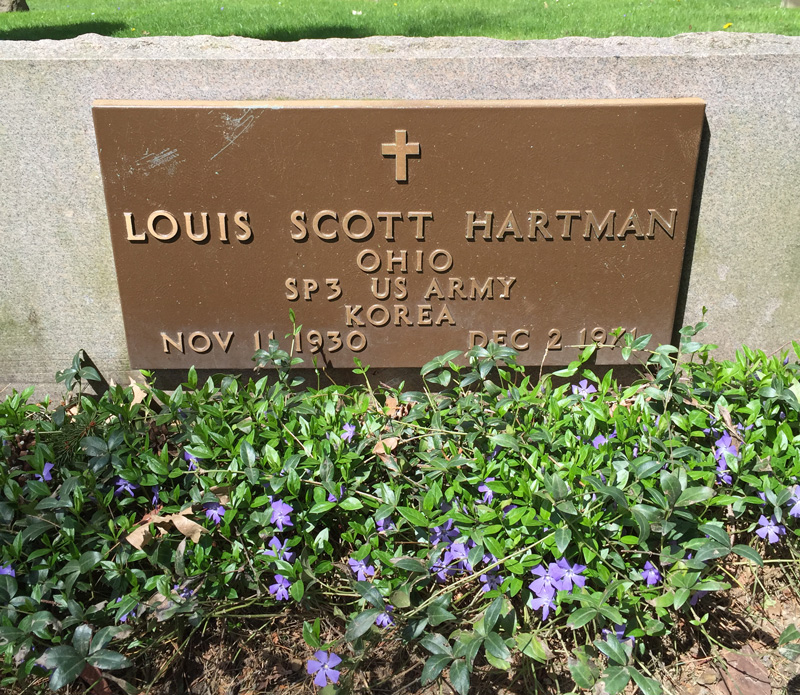 LOUIS SCOTT HARTMAN
OHIO
SP3 US ARMY
KOREA
NOV 11 1930 DEC 2